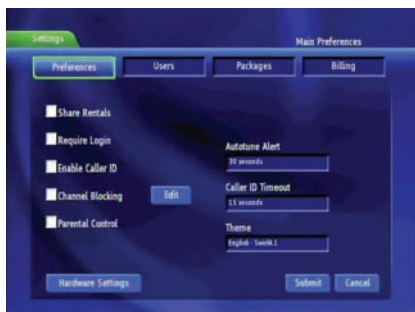 Settings
Main Preferences
Preferences Users Packages Billing
Share Rentals
Require Login
Enable Caller ID
Channel Blocking Edit
Parental Control
Autotune Alert
30 seconds
Caller ID Timeout
15 seconds
Theme
English -
Hardware Settings Submit Cancel